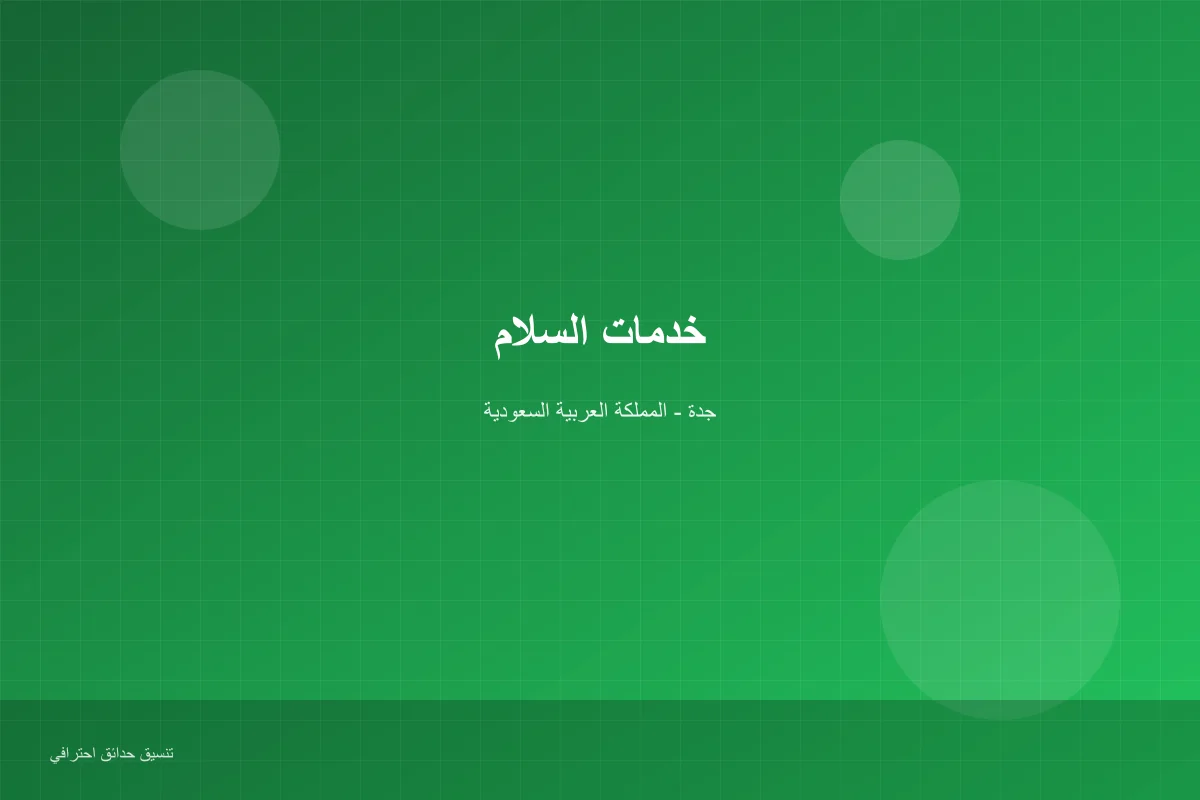 خدمات السلام
جدة - المملكة العربية السعودية
تنسيق حدائق احترافي